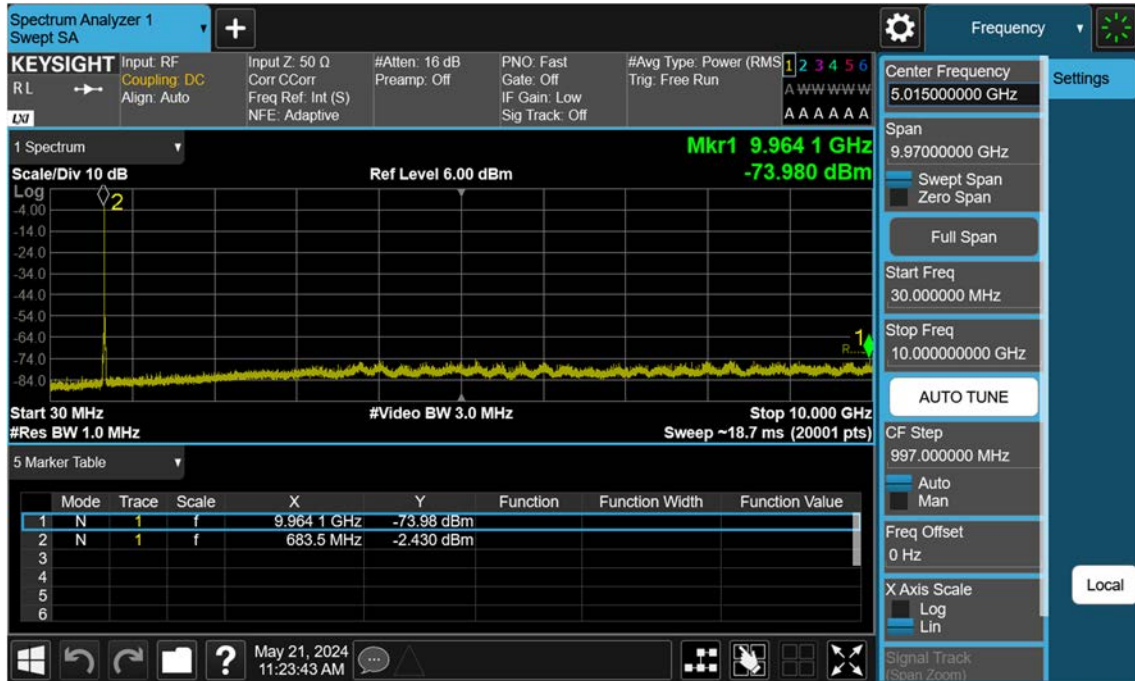 Spectrum Analyzer 1
Swept SA
Frequency
KEYSIGHT
R L
LXI
Input: RF
Coupling: DC
Align: Auto
Input Z: 50 Ω
Corr CCorr
Freq Ref: Int (S)
NFE: Adaptive
#Atten: 16 dB
Preamp: Off
PNO: Fast
Gate: Off
IF Gain: Low
Sig Track: Off
#Avg Type: Power (RMS
Trig: Free Run
1 2 3 4 5 6
A W W W W W
A A A A A A
1 Spectrum
Scale/Div 10 dB
Ref Level 6.00 dBm
Mkr1 9.964 1 GHz
-73.980 dBm
Log
2
-4.00
-14.0
-24.0
-34.0
-44.0
-54.0
-64.0
-74.0
-84.0
1
R....
Start 30 MHz
#Video BW 3.0 MHz
Stop 10.000 GHz
#Res BW 1.0 MHz
Sweep ~18.7 ms (20001 pts)
5 Marker Table
Mode Trace Scale X Y Function Function Width Function Value
1 N 1 f 9.964 1 GHz -73.98 dBm
2 N 1 f 683.5 MHz -2.430 dBm
3
4
5
6
?
May 21, 2024
11:23:43 AM
Center Frequency
5.015000000 GHz
Span
9.97000000 GHz
Swept Span
Zero Span
Full Span
Start Freq
30.000000 MHz
Stop Freq
10.000000000 GHz
AUTO TUNE
CF Step
997.000000 MHz
Auto
Man
Freq Offset
0 Hz
X Axis Scale
Log
Lin
Signal Track
(Span Zoom)
Settings
Local